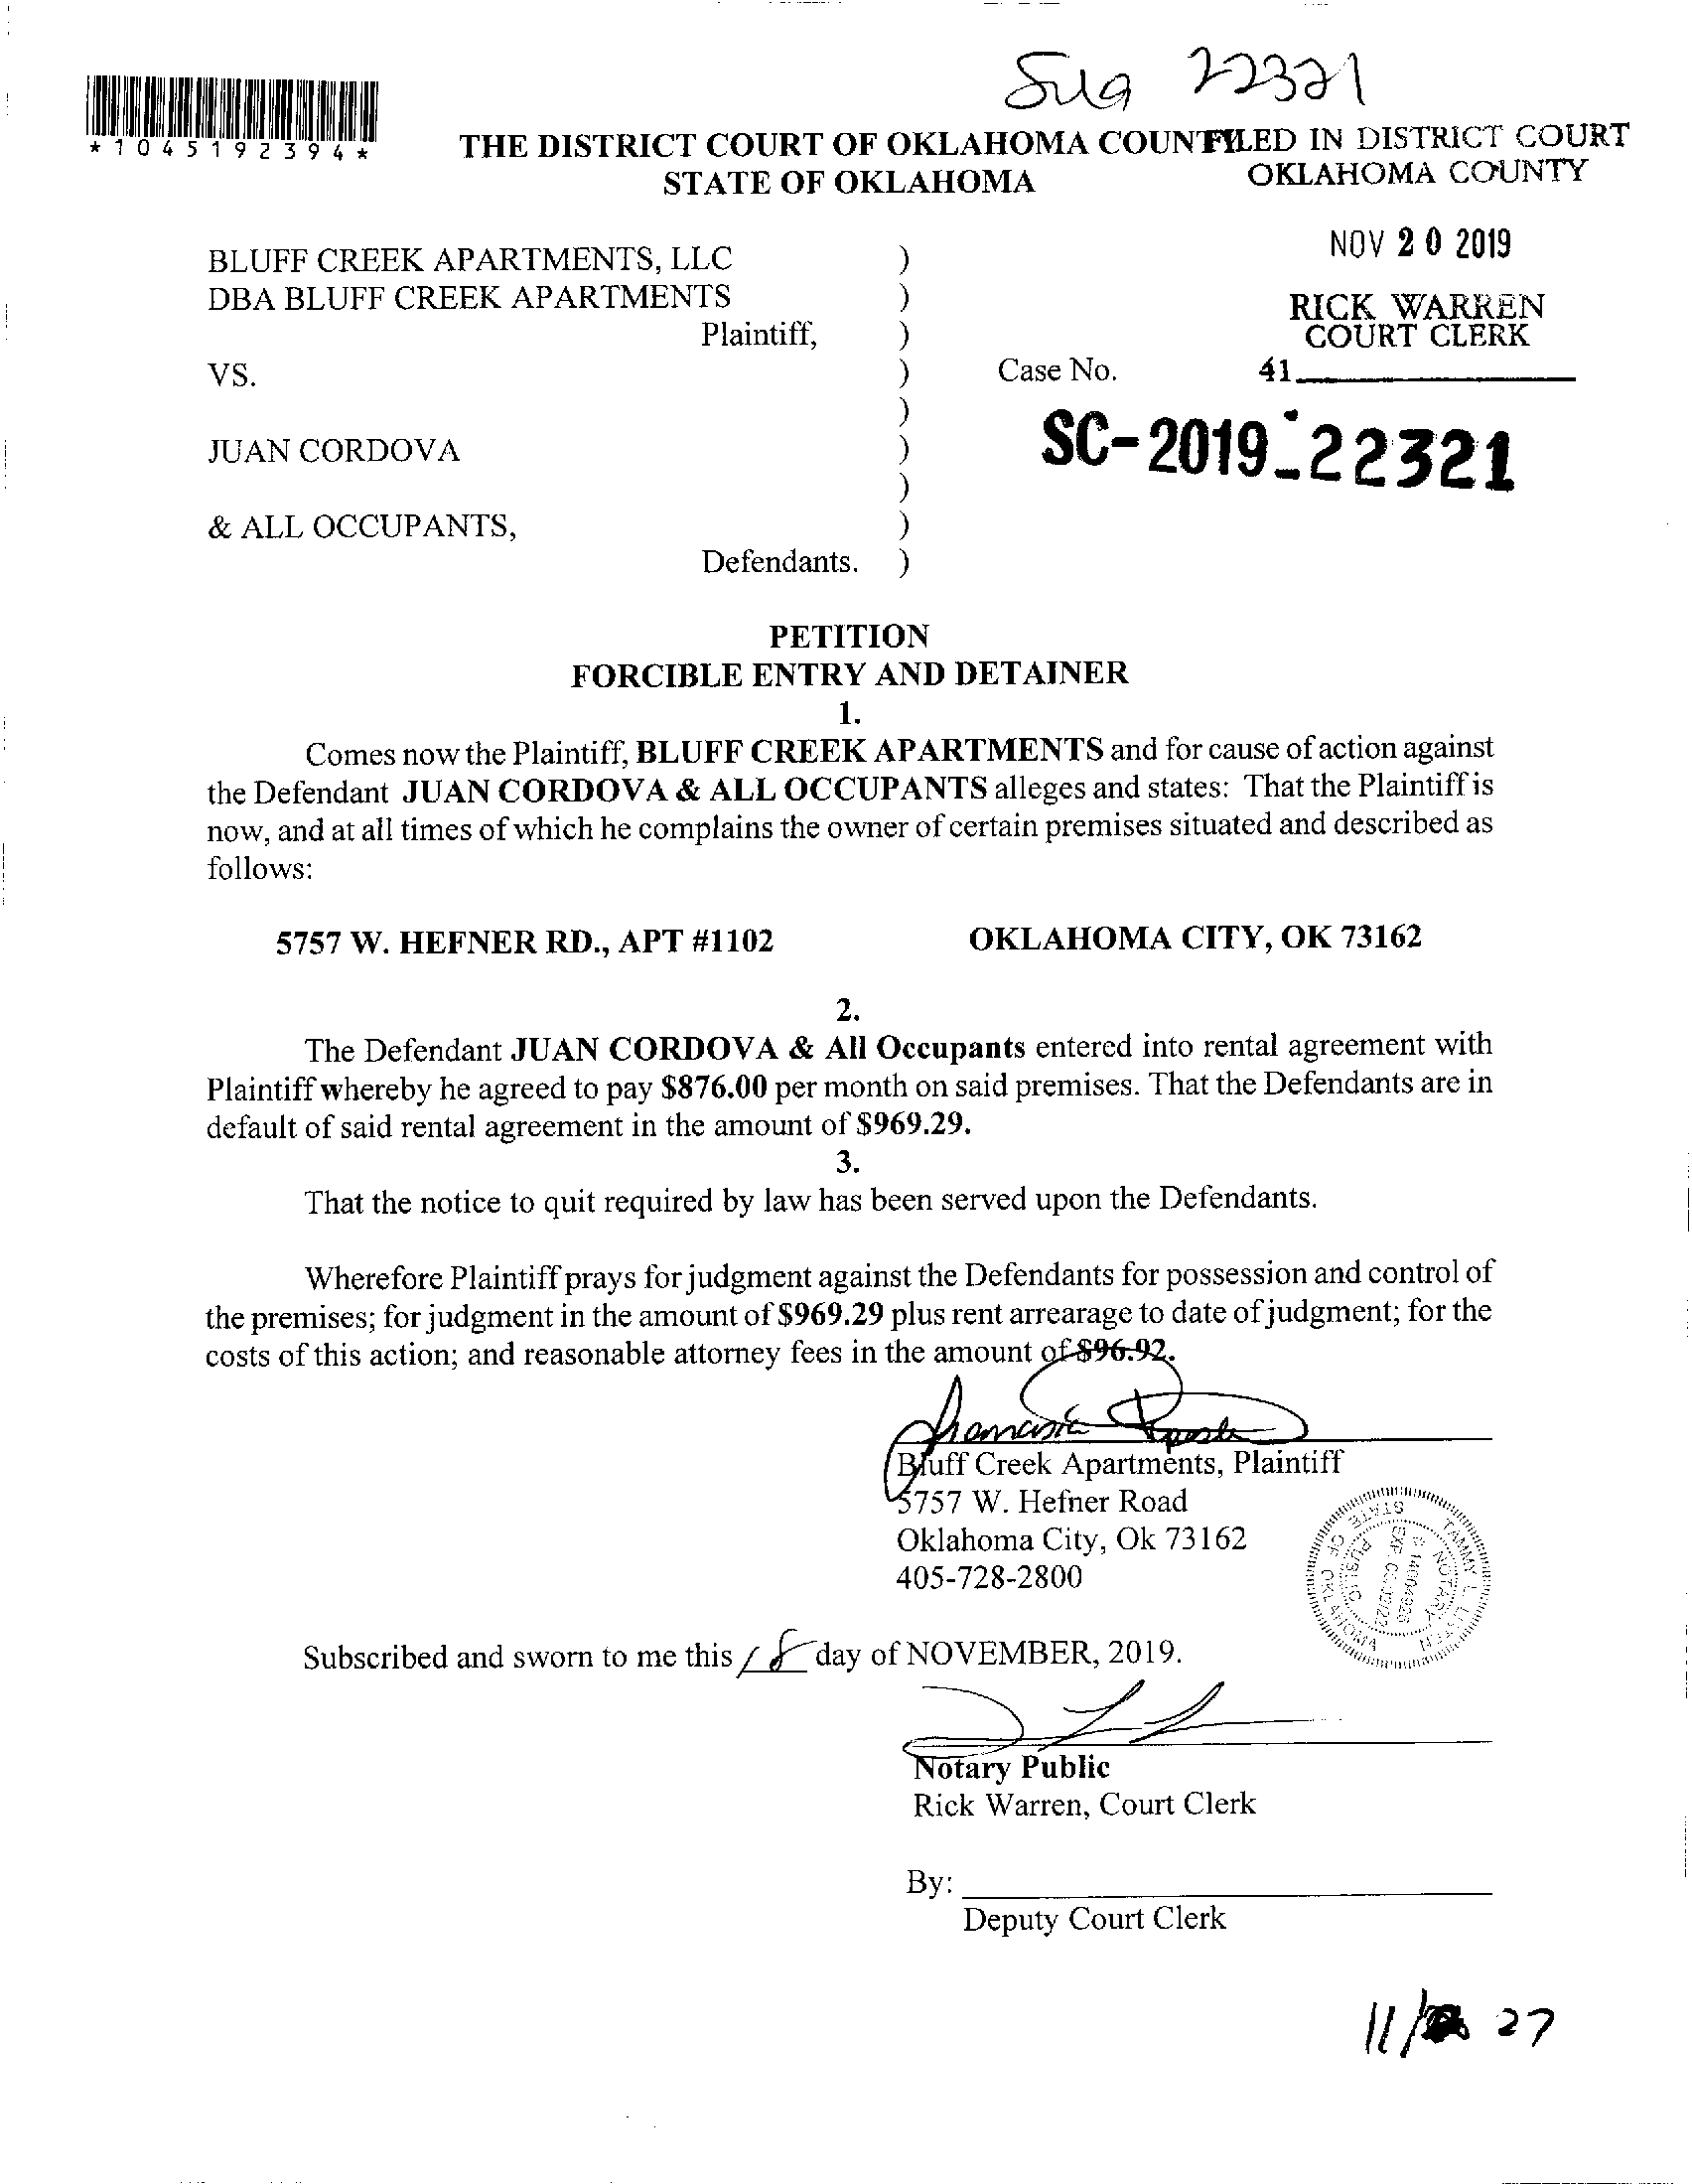 22321
*1045192394*
THE DISTRICT COURT OF OKLAHOMA COUNTY
STATE OF OKLAHOMA
FILED IN DISTRICT COURT
OKLAHOMA COUNTY
NOV 20 2019
RICK WARREN
COURT CLERK
41
BLUFF CREEK APARTMENTS, LLC )
DBA BLUFF CREEK APARTMENTS )
Plaintiff, )
VS. ) Case No.
)
JUAN CORDOVA ) SC-2019-22321
)
& ALL OCCUPANTS, )
Defendants. )
PETITION
FORCIBLE ENTRY AND DETAINER
1.
Comes now the Plaintiff, BLUFF CREEK APARTMENTS and for cause of action against
the Defendant JUAN CORDOVA & ALL OCCUPANTS alleges and states: That the Plaintiff is
now, and at all times of which he complains the owner of certain premises situated and described as
follows:
5757 W. HEFNER RD., APT #1102 OKLAHOMA CITY, OK 73162
2.
The Defendant JUAN CORDOVA & All Occupants entered into rental agreement with
Plaintiff whereby he agreed to pay $876.00 per month on said premises. That the Defendants are in
default of said rental agreement in the amount of $969.29.
3.
That the notice to quit required by law has been served upon the Defendants.
Wherefore Plaintiff prays for judgment against the Defendants for possession and control of
the premises; for judgment in the amount of $969.29 plus rent arrearage to date of judgment; for the
costs of this action; and reasonable attorney fees in the amount of $96.92.
Bluff Creek Apartments, Plaintiff
5757 W. Hefner Road
Oklahoma City, Ok 73162
405-728-2800
TAMMY L.
NOTARY PUBLIC
STATE OF OKLAHOMA
Subscribed and sworn to me this 18 day of NOVEMBER, 2019.
Notary Public
Rick Warren, Court Clerk
By:
Deputy Court Clerk
11/ 27